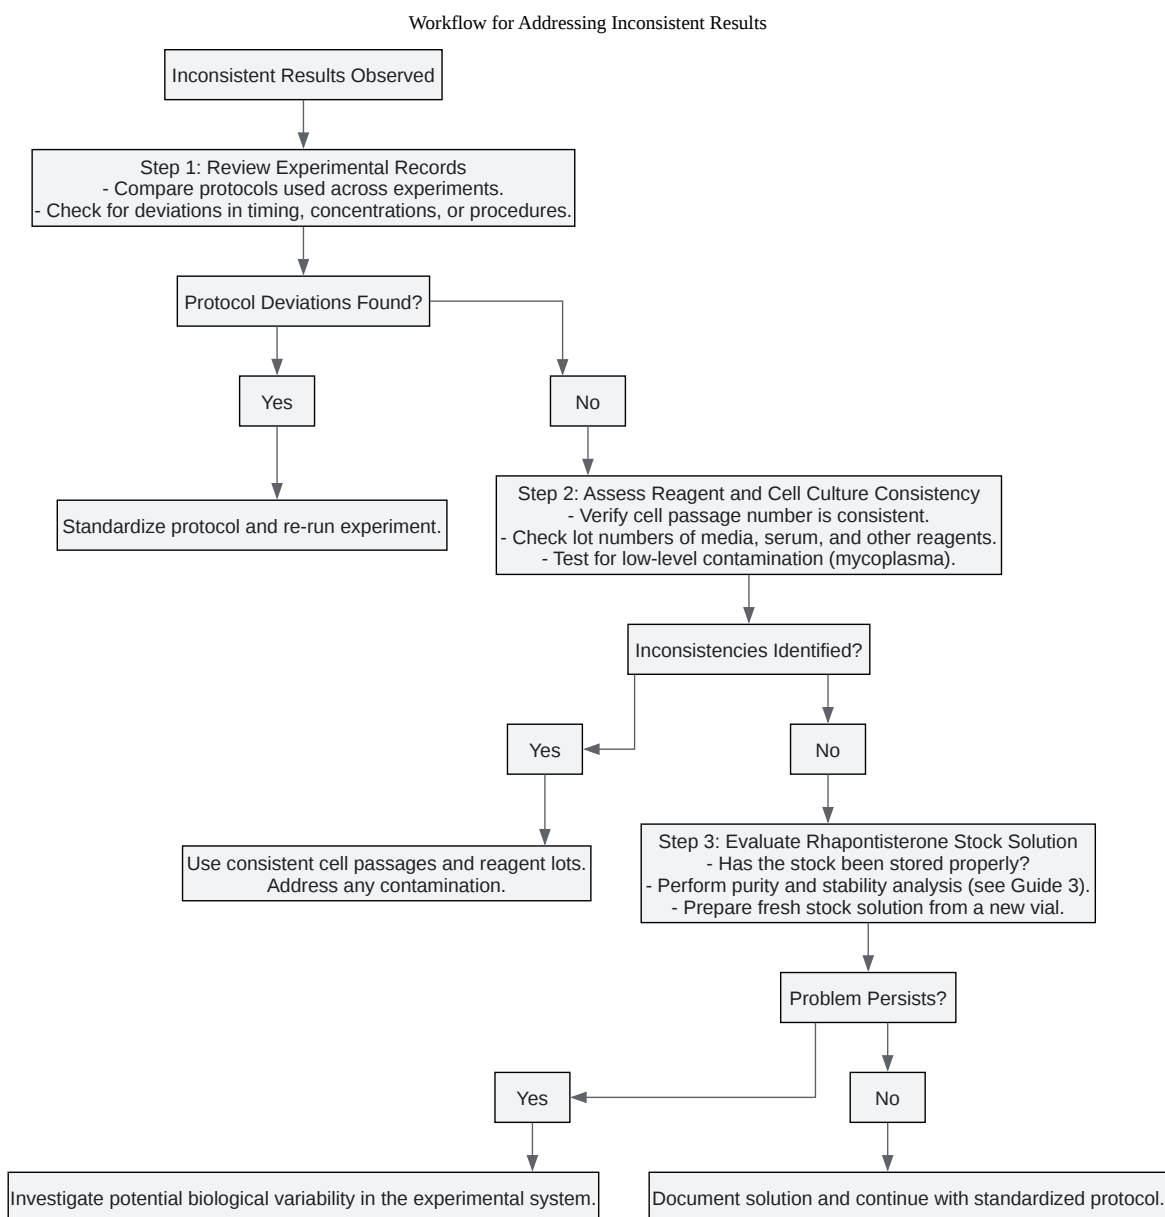 Workflow for Addressing Inconsistent Results
Inconsistent Results Observed
Step 1: Review Experimental Records
- Compare protocols used across experiments.
- Check for deviations in timing, concentrations, or procedures.
Protocol Deviations Found?
Yes
No
Standardize protocol and re-run experiment.
Step 2: Assess Reagent and Cell Culture Consistency
- Verify cell passage number is consistent.
- Check lot numbers of media, serum, and other reagents.
- Test for low-level contamination (mycoplasma).
Inconsistencies Identified?
Yes
No
Use consistent cell passages and reagent lots.
Address any contamination.
Step 3: Evaluate Rhapontisterone Stock Solution
- Has the stock been stored properly?
- Perform purity and stability analysis (see Guide 3).
- Prepare fresh stock solution from a new vial.
Problem Persists?
Yes
No
Investigate potential biological variability in the experimental system.
Document solution and continue with standardized protocol.